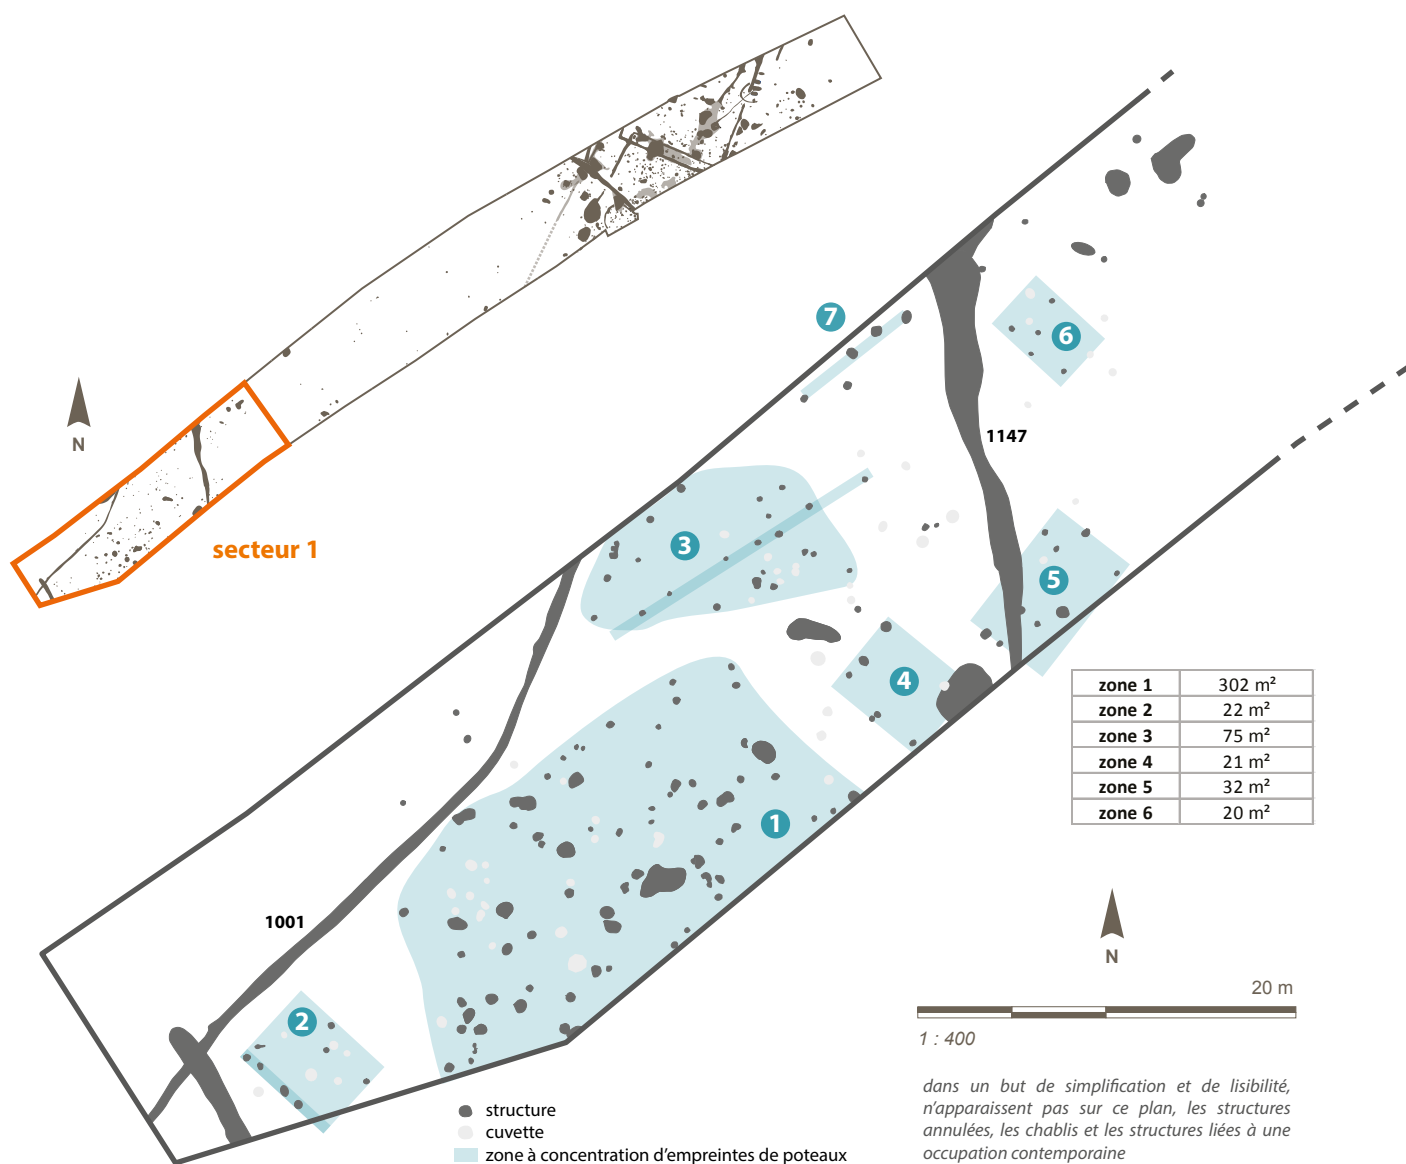 N
secteur 1
7
6
1147
3
5
4
1
1001
2
zone 1 302 m²
zone 2 22 m²
zone 3 75 m²
zone 4 21 m²
zone 5 32 m²
zone 6 20 m²
N
20 m
1 : 400
structure
cuvette
zone à concentration d'empreintes de poteaux
dans un but de simplification et de lisibilité,
n'apparaissent pas sur ce plan, les structures
annulées, les chablis et les structures liées à une
occupation contemporaine